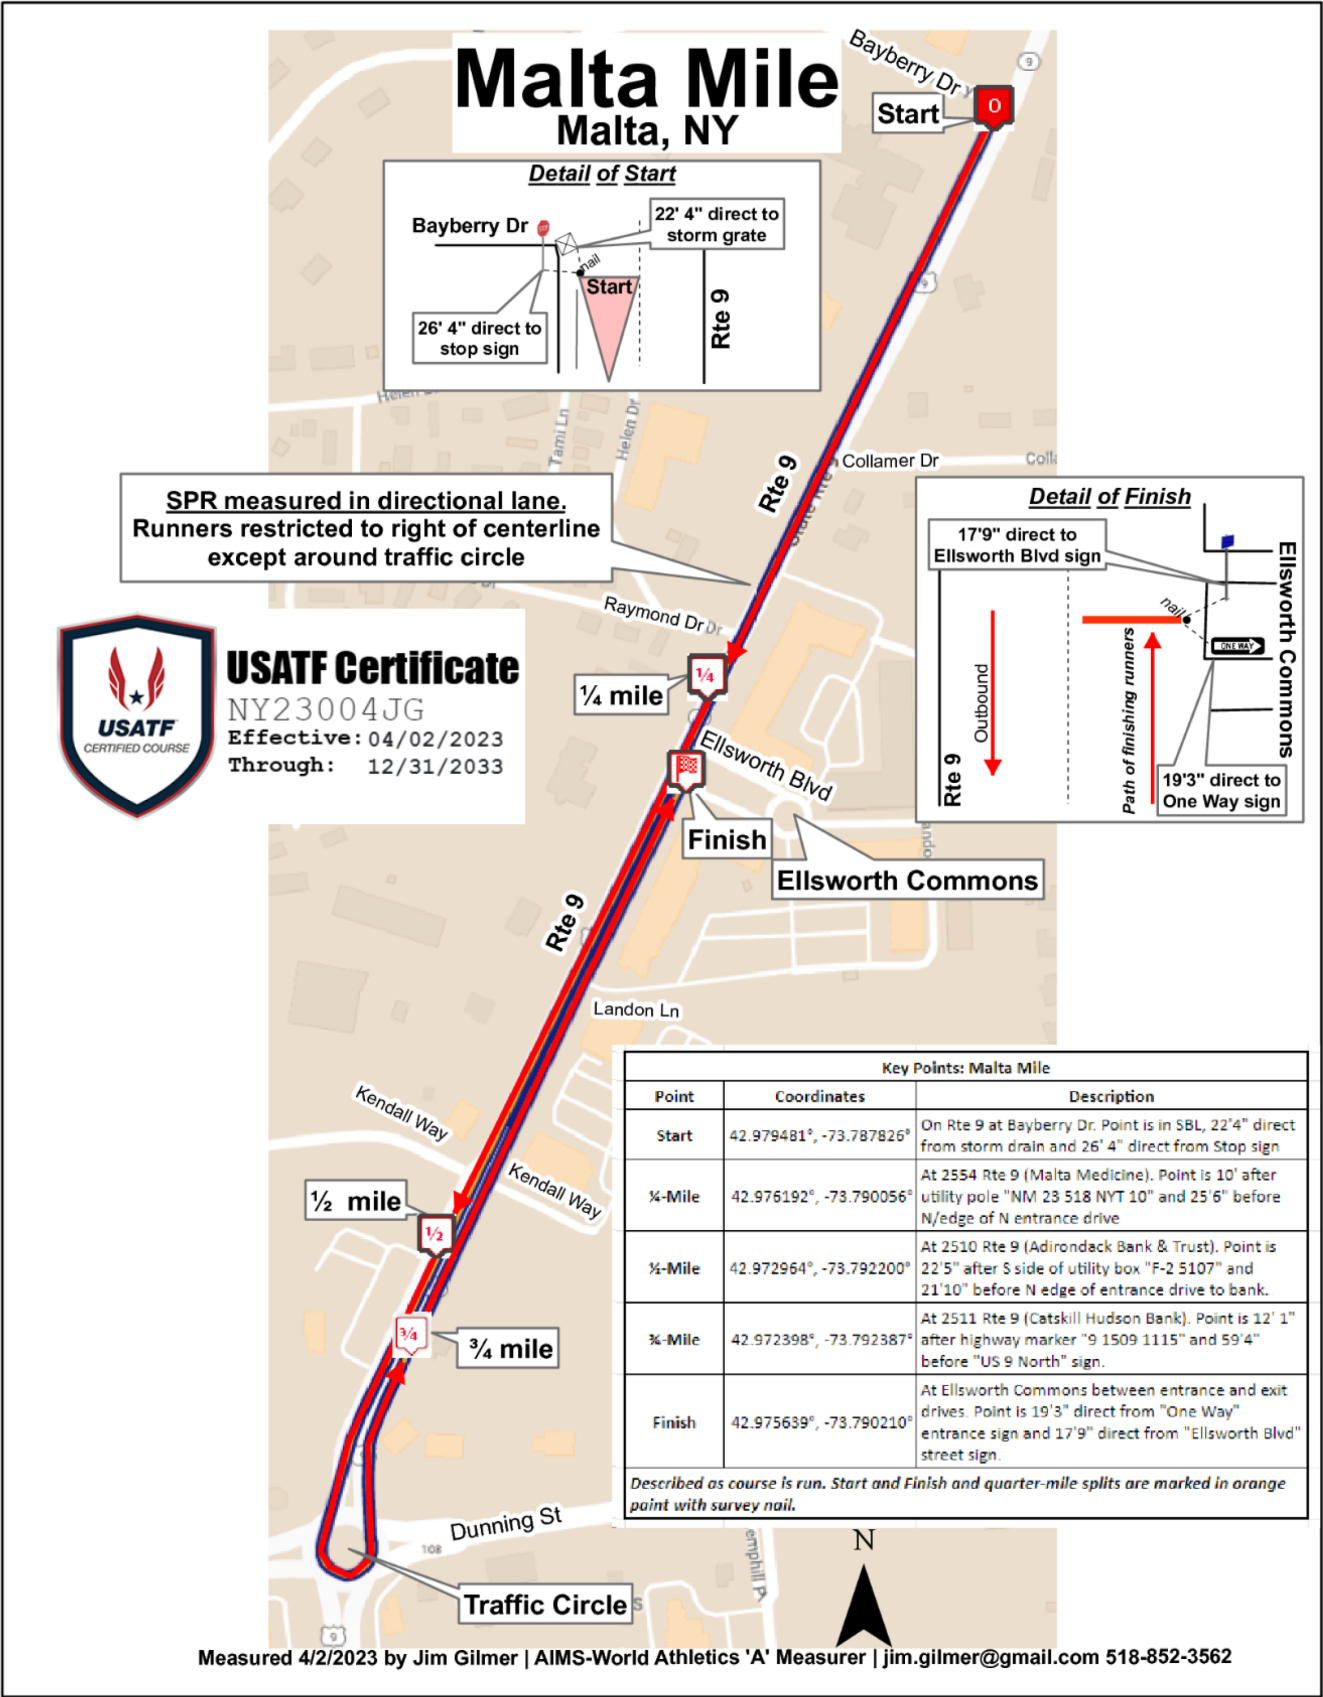 Malta Mile
Malta, NY
Bayberry Dr
9
0
Start
Detail of Start
Bayberry Dr
STOP
22' 4" direct to
storm grate
nail
Start
26' 4" direct to
stop sign
Rte 9
9
Tami Ln
Helen Dr
Rte 9
Collamer Dr
SPR measured in directional lane.
Runners restricted to right of centerline
except around traffic circle
Detail of Finish
17'9" direct to
Ellsworth Blvd sign
nail
ONE WAY
Ellsworth Commons
Outbound
Path of finishing runners
Rte 9
19'3" direct to
One Way sign
Raymond Dr
Dr
¼
¼ mile
USATF
CERTIFIED COURSE
USATF Certificate
NY23004JG
Effective: 04/02/2023
Through: 12/31/2033
Ellsworth Blvd
Finish
Ellsworth Commons
Rte 9
Landon Ln
Kendall Way
Kendall Way
½ mile
1/2
¾
¾ mile
Key Points: Malta Mile
Point Coordinates Description
Start 42.979481°, -73.787826° On Rte 9 at Bayberry Dr. Point is in SBL, 22'4" direct
from storm drain and 26' 4" direct from Stop sign
¼-Mile 42.976192°, -73.790056° At 2554 Rte 9 (Malta Medicine). Point is 10' after
utility pole "NM 23 518 NYT 10" and 25'6" before
N/edge of N entrance drive
½-Mile 42.972964°, -73.792200° At 2510 Rte 9 (Adirondack Bank & Trust). Point is
22'5" after S side of utility box "F-2 5107" and
21'10" before N edge of entrance drive to bank.
¾-Mile 42.972398°, -73.792387° At 2511 Rte 9 (Catskill Hudson Bank). Point is 12' 1"
after highway marker "9 1509 1115" and 59'4"
before "US 9 North" sign.
Finish 42.975639°, -73.790210° At Ellsworth Commons between entrance and exit
drives. Point is 19'3" direct from "One Way"
entrance sign and 17'9" direct from "Ellsworth Blvd"
street sign.
Described as course is run. Start and Finish and quarter-mile splits are marked in orange
paint with survey nail.
Dunning St
108
Traffic Circle
9
N
Measured 4/2/2023 by Jim Gilmer | AIMS-World Athletics 'A' Measurer | jim.gilmer@gmail.com 518-852-3562